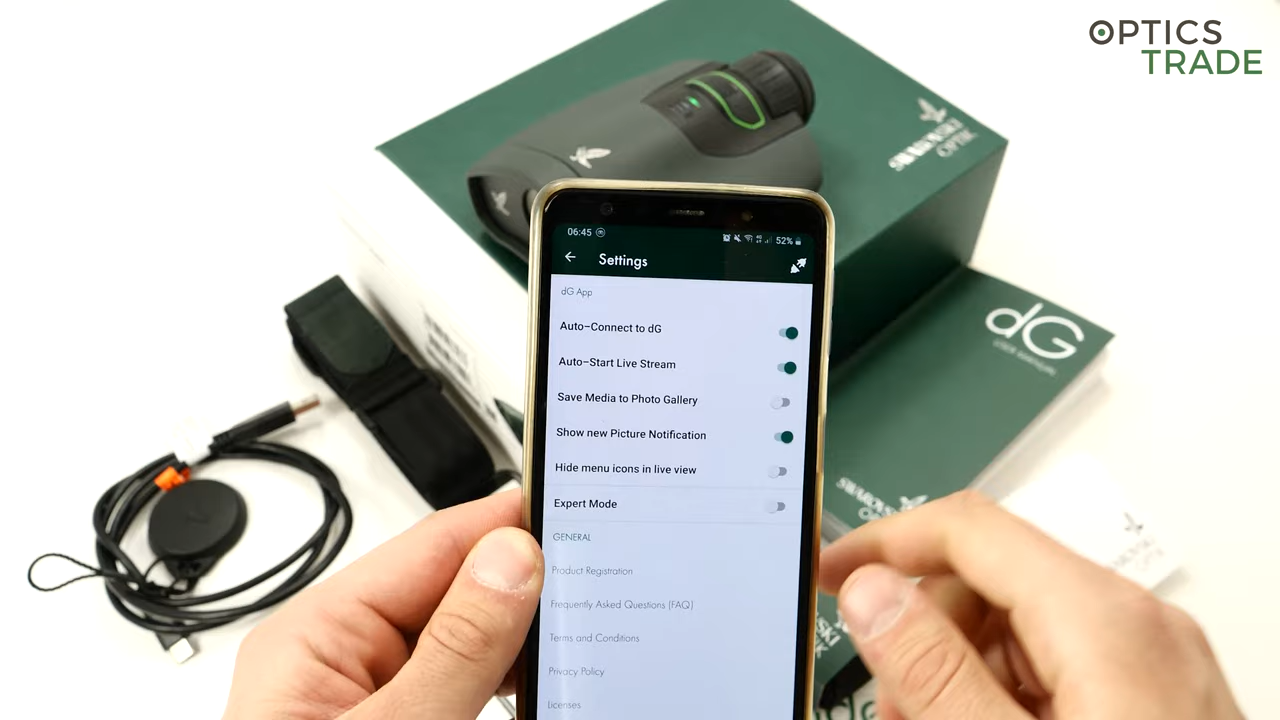 OPTICS
TRADE
SWAROVSKI
OPTIK
06:45
52%
Settings
dG App
Auto-Connect to dG
Auto-Start Live Stream
Save Media to Photo Gallery
Show new Picture Notification
Hide menu icons in live view
Expert Mode
GENERAL
Product Registration
Frequently Asked Questions (FAQ)
Terms and Conditions
Privacy Policy
Licenses
dG